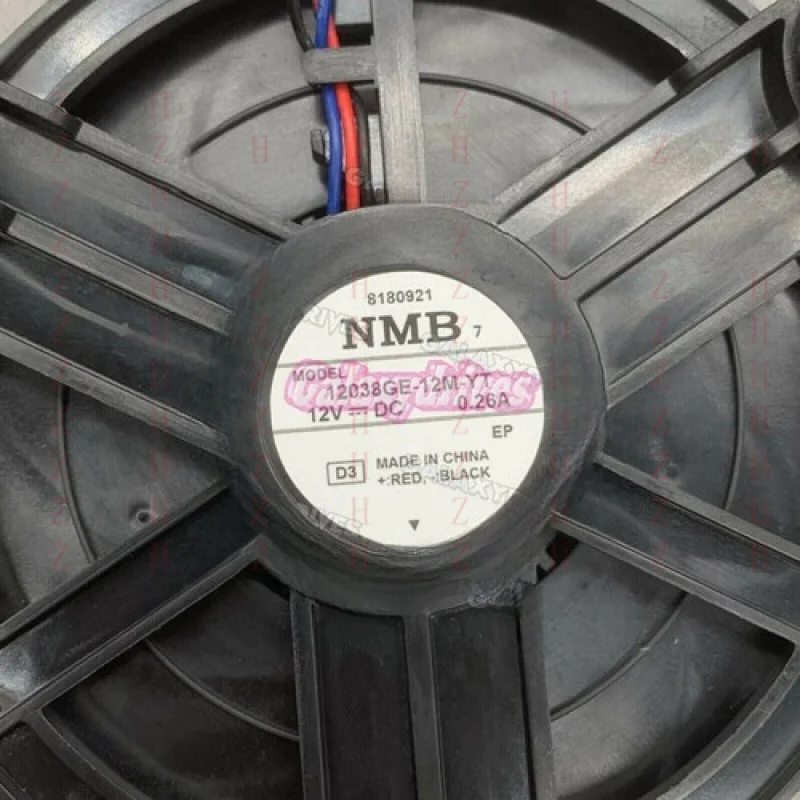 8180921
NMB 7
MODEL
12038GE-12M-YT
12V ⎓ DC 0.26A
EP
D3 MADE IN CHINA
+:RED, -:BLACK